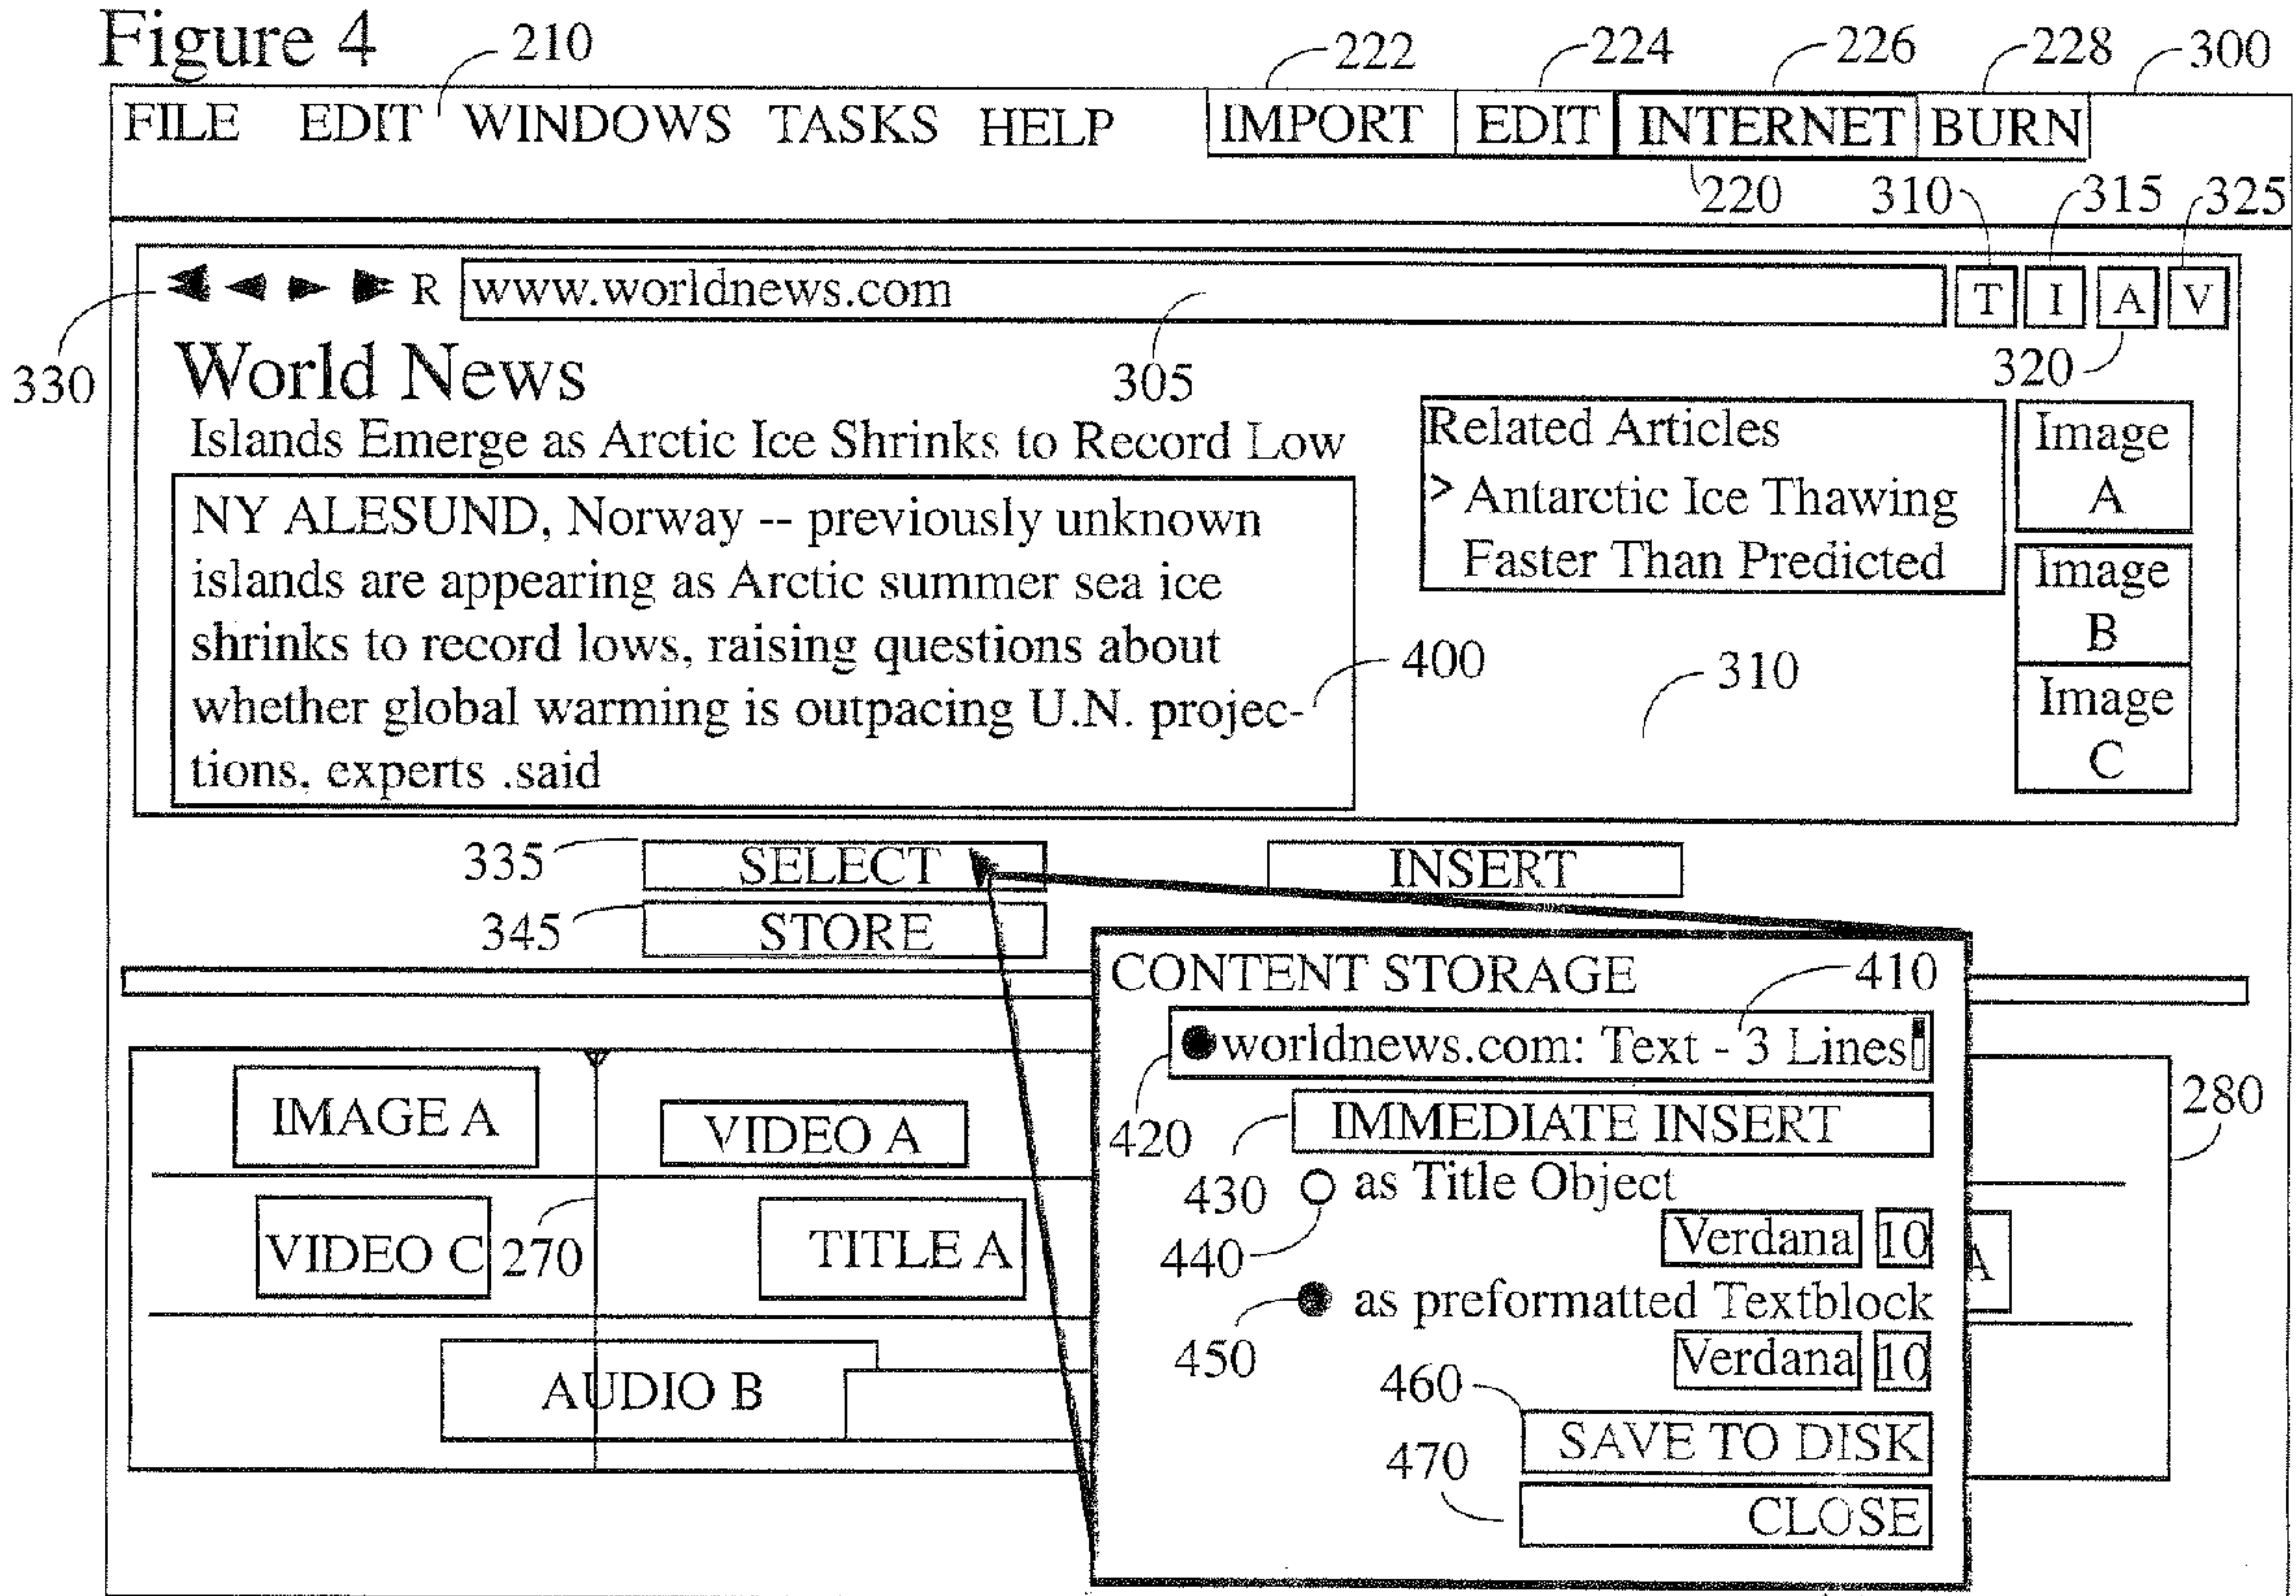 Figure 4
210
222
224
226
228
300
FILE EDIT WINDOWS TASKS HELP
IMPORT EDIT INTERNET BURN
220
310
315
325
R www.worldnews.com
T I A V
330
305
320
World News
Islands Emerge as Arctic Ice Shrinks to Record Low
NY ALESUND, Norway -- previously unknown
islands are appearing as Arctic summer sea ice
shrinks to record lows, raising questions about
whether global warming is outpacing U.N. projec-
tions, experts .said
400
Related Articles
> Antarctic Ice Thawing
Faster Than Predicted
310
Image
A
Image
B
Image
C
335
SELECT
INSERT
345
STORE
CONTENT STORAGE
410
worldnews.com: Text - 3 Lines
420
IMMEDIATE INSERT
430
as Title Object
440
Verdana 10
as preformatted Textblock
450
Verdana 10
460
SAVE TO DISK
470
CLOSE
IMAGE A
VIDEO A
280
VIDEO C
270
TITLE A
A
AUDIO B